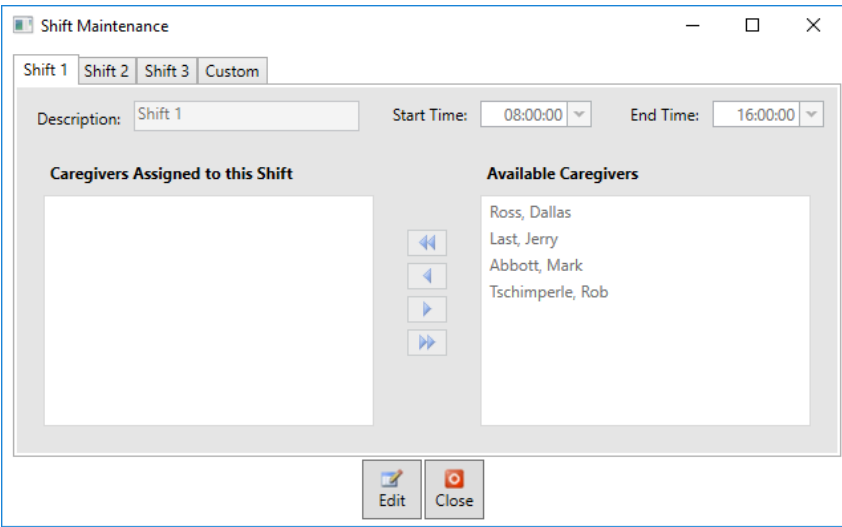 Shift Maintenance
Shift 1 Shift 2 Shift 3 Custom
Description: Shift 1 Start Time: 08:00:00 End Time: 16:00:00
Caregivers Assigned to this Shift Available Caregivers
Ross, Dallas
Last, Jerry
Abbott, Mark
Tschimperle, Rob
Edit Close